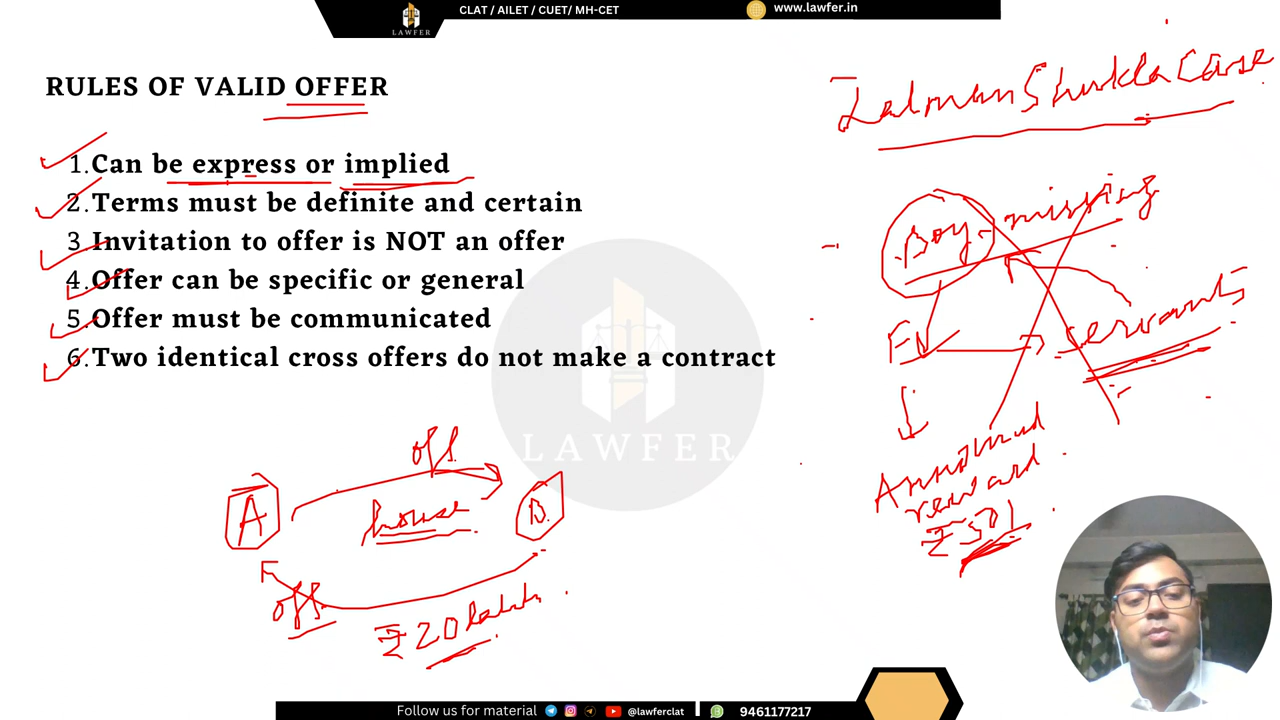 CLAT / AILET / CUET/ MH-CET
www.lawfer.in
LAWFER
RULES OF VALID OFFER
1.Can be express or implied
2.Terms must be definite and certain
3.Invitation to offer is NOT an offer
4.Offer can be specific or general
5.Offer must be communicated
6.Two identical cross offers do not make a contract
LAWFER
Lalman Shukla Case
Boy - missing
F
servants
Announced
reward
₹501
off.
A
house
B.
off.
₹20 lakh
Follow us for material
@lawferclat
9461177217